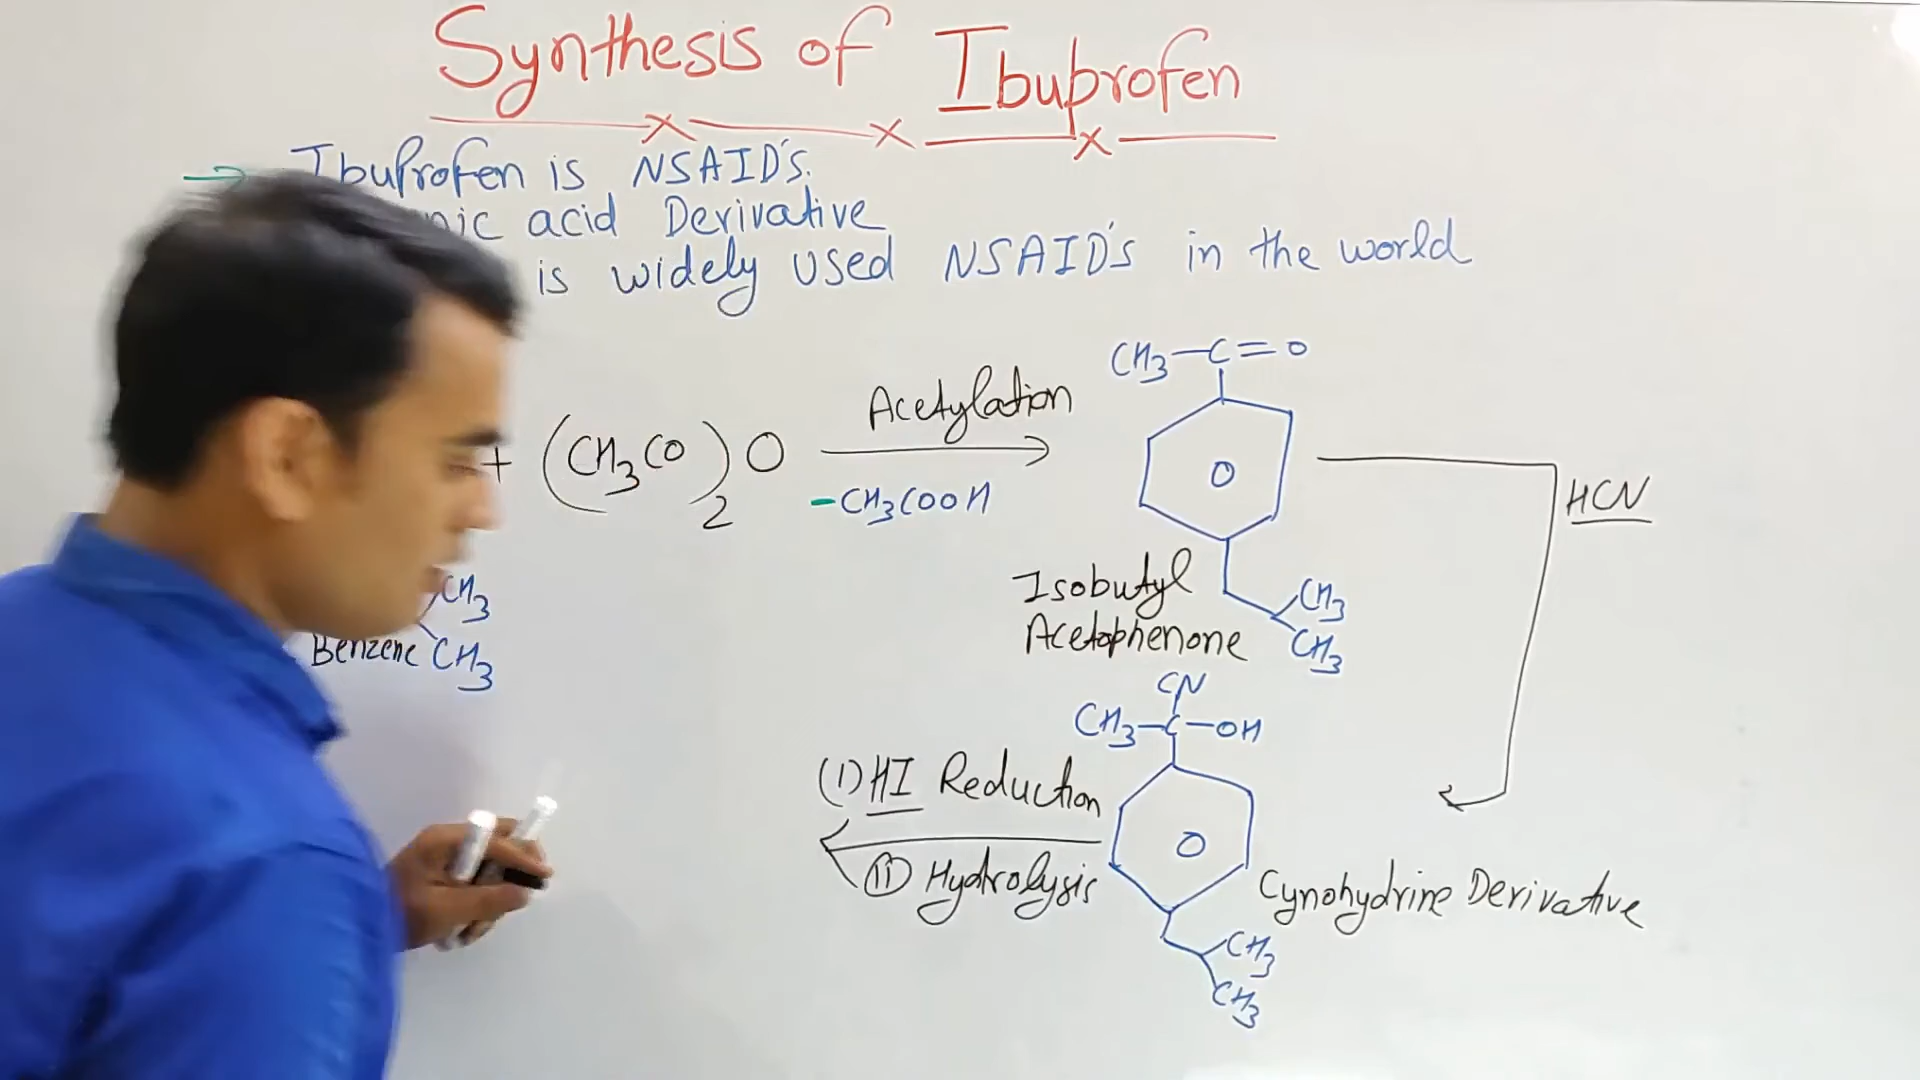 Synthesis of Ibuprofen
→ Ibuprofen is NSAID's.
acid Derivative
is widely used NSAID's in the world
CH3—C=O
+ (CH3CO)2O
Acetylation
-CH3COOH
HCN
CH3
Benzene CH3
Isobutyl
Acetophenone
CH3
CH3
CN
CH3—C—OH
(I) HI Reduction
(II) Hydrolysis
Cynohydrine Derivative
CH3
CH3